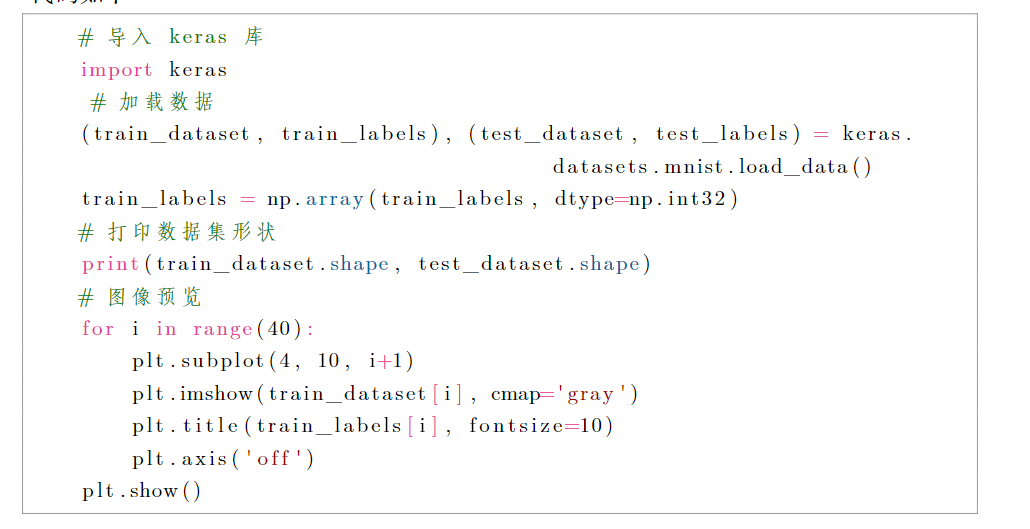 # 导入 keras 库
import keras
# 加载数据
(train_dataset, train_labels), (test_dataset, test_labels) = keras.
datasets.mnist.load_data()
train_labels = np.array(train_labels, dtype=np.int32)
# 打印数据集形状
print(train_dataset.shape, test_dataset.shape)
# 图像预览
for i in range(40):
plt.subplot(4, 10, i+1)
plt.imshow(train_dataset[i], cmap='gray')
plt.title(train_labels[i], fontsize=10)
plt.axis('off')
plt.show()